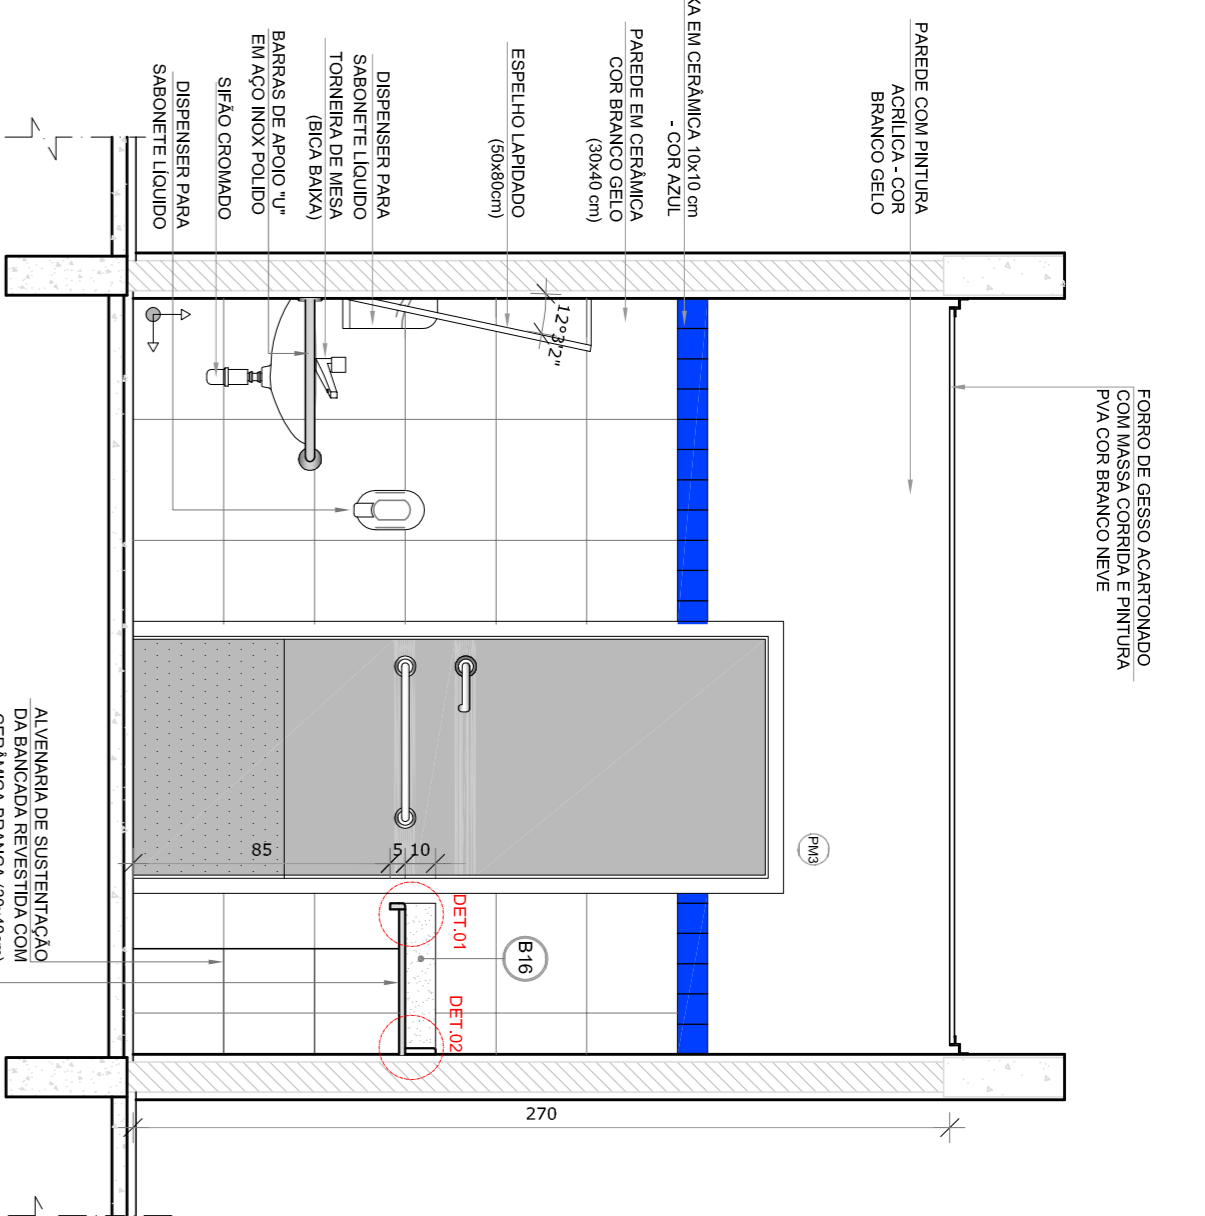 FORRO DE GESSO ACARTONADO
COM MASSA CORRIDA E PINTURA
PVA COR BRANCO NEVE
PAREDE COM PINTURA
ACRÍLICA - COR
BRANCO GELO
EM CERÂMICA 10x10 cm
- COR AZUL
PAREDE EM CERÂMICA
COR BRANCO GELO
(30x40 cm)
ESPELHO LAPIDADO
(50x80cm)
DISPENSER PARA
SABONETE LÍQUIDO
TORNEIRA DE MESA
(BICA BAIXA)
BARRAS DE APOIO "U"
EM AÇO INOX POLIDO
SIFÃO CROMADO
DISPENSER PARA
SABONETE LÍQUIDO
12°3'2"
PM3
85
5
10
DET.01
B16
DET.02
270
ALVENARIA DE SUSTENTAÇÃO
DA BANCADA REVESTIDA COM